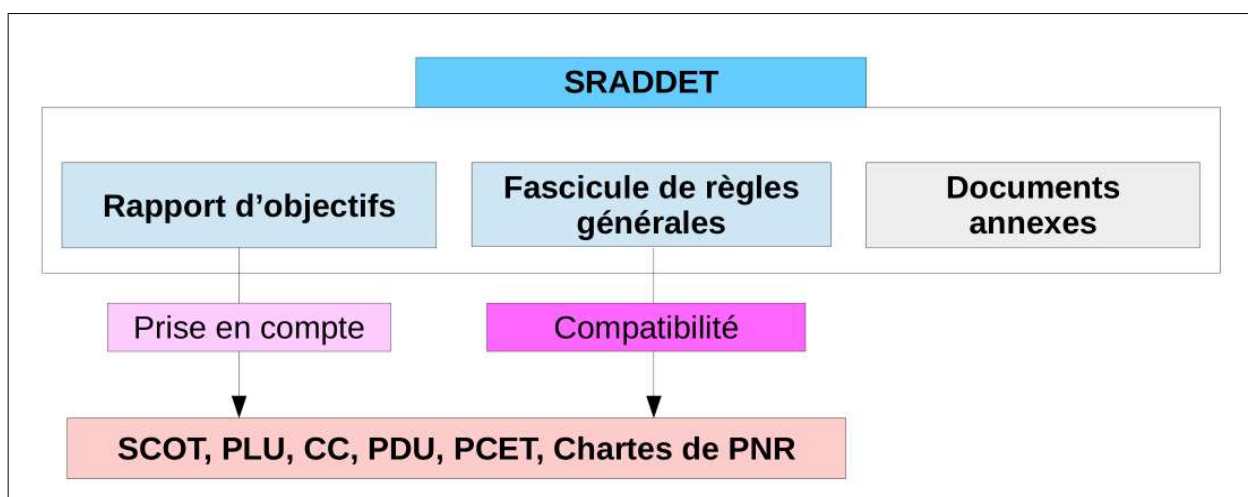 SRADDET
Rapport d’objectifs
Fascicule de règles
générales
Documents
annexes
Prise en compte
Compatibilité
SCOT, PLU, CC, PDU, PCET, Chartes de PNR